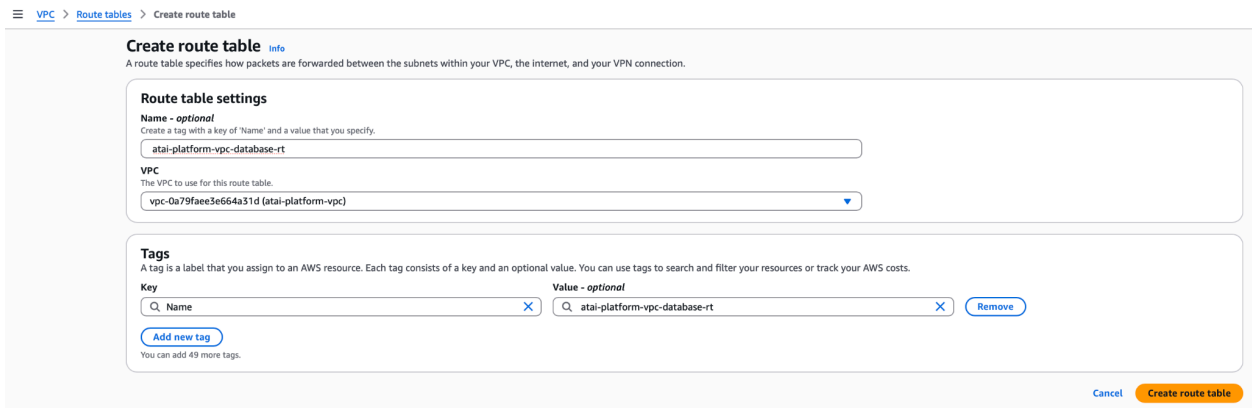 VPC > Route tables > Create route table
Create route table Info
A route table specifies how packets are forwarded between the subnets within your VPC, the internet, and your VPN connection.
Route table settings
Name - optional
Create a tag with a key of 'Name' and a value that you specify.
atai-platform-vpc-database-rt
VPC
The VPC to use for this route table.
vpc-0a79faee3e664a31d (atai-platform-vpc)
Tags
A tag is a label that you assign to an AWS resource. Each tag consists of a key and an optional value. You can use tags to search and filter your resources or track your AWS costs.
Key Value - optional
Name atai-platform-vpc-database-rt Remove
Add new tag
You can add 49 more tags.
Cancel Create route table